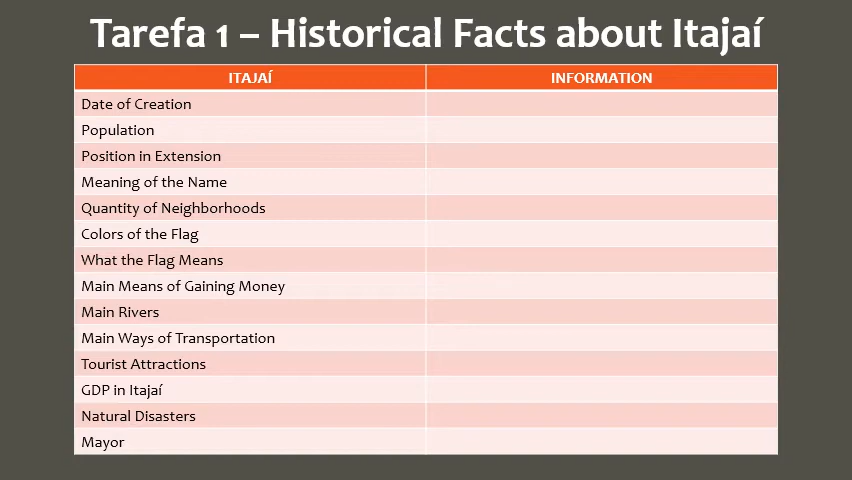 Tarefa 1 – Historical Facts about Itajaí
ITAJAÍ INFORMATION
Date of Creation
Population
Position in Extension
Meaning of the Name
Quantity of Neighborhoods
Colors of the Flag
What the Flag Means
Main Means of Gaining Money
Main Rivers
Main Ways of Transportation
Tourist Attractions
GDP in Itajaí
Natural Disasters
Mayor